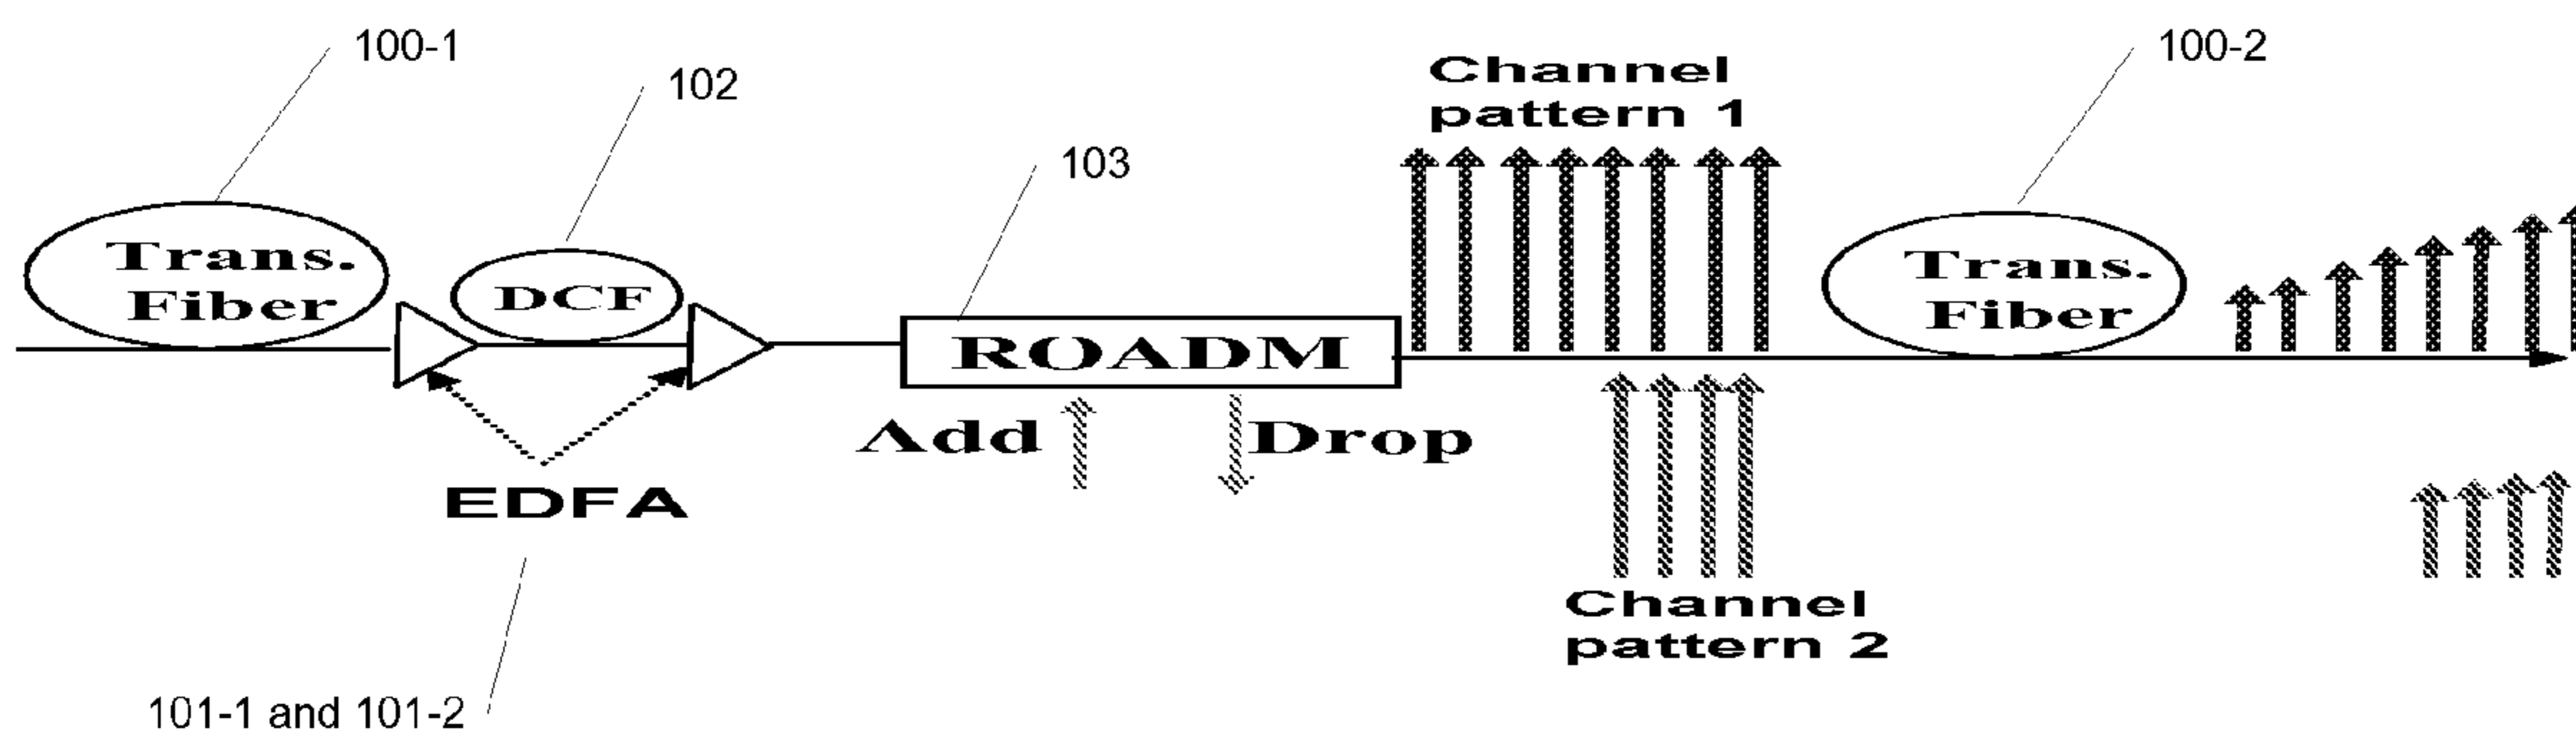 100-1
102
103
Channel
pattern 1
100-2
Trans.
Fiber
DCF
ROADM
Trans.
Fiber
Add
Drop
EDFA
Channel
pattern 2
101-1 and 101-2